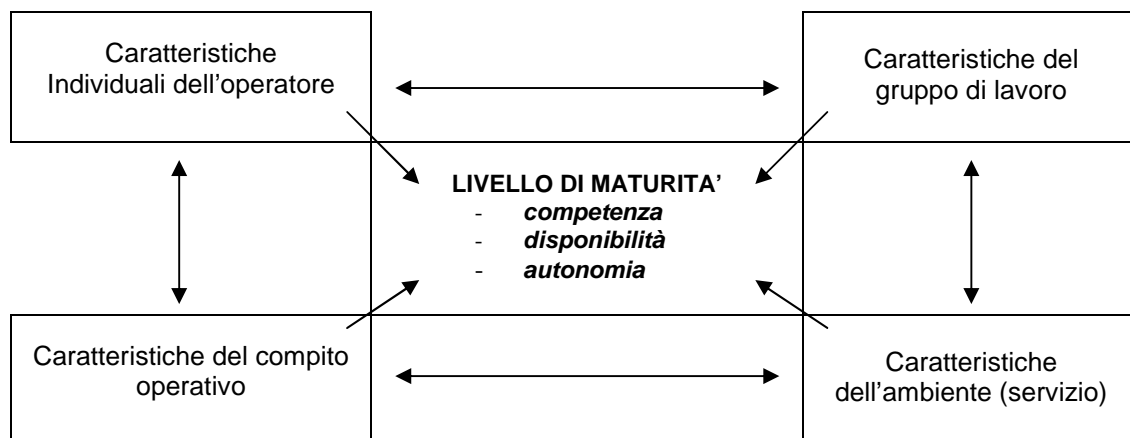 Caratteristiche
Individuali dell’operatore
Caratteristiche del
gruppo di lavoro
LIVELLO DI MATURITA’
- competenza
- disponibilità
- autonomia
Caratteristiche del compito
operativo
Caratteristiche
dell’ambiente (servizio)